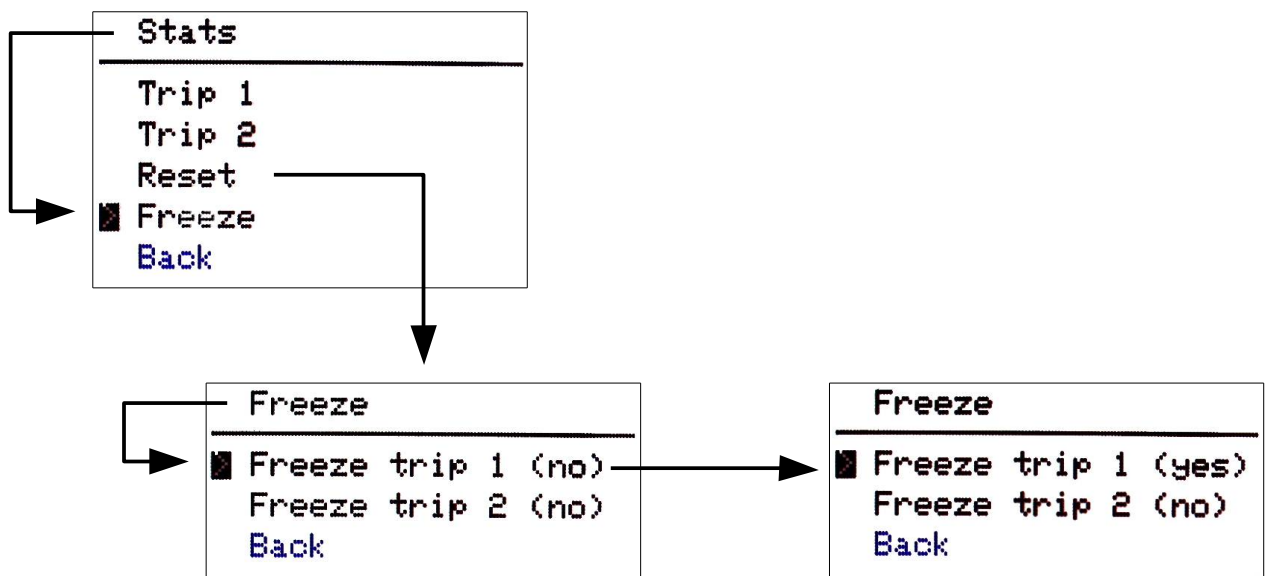 Stats
Trip 1
Trip 2
Reset
Freeze
Back
Freeze
Freeze trip 1 (no)
Freeze trip 2 (no)
Back
Freeze
Freeze trip 1 (yes)
Freeze trip 2 (no)
Back